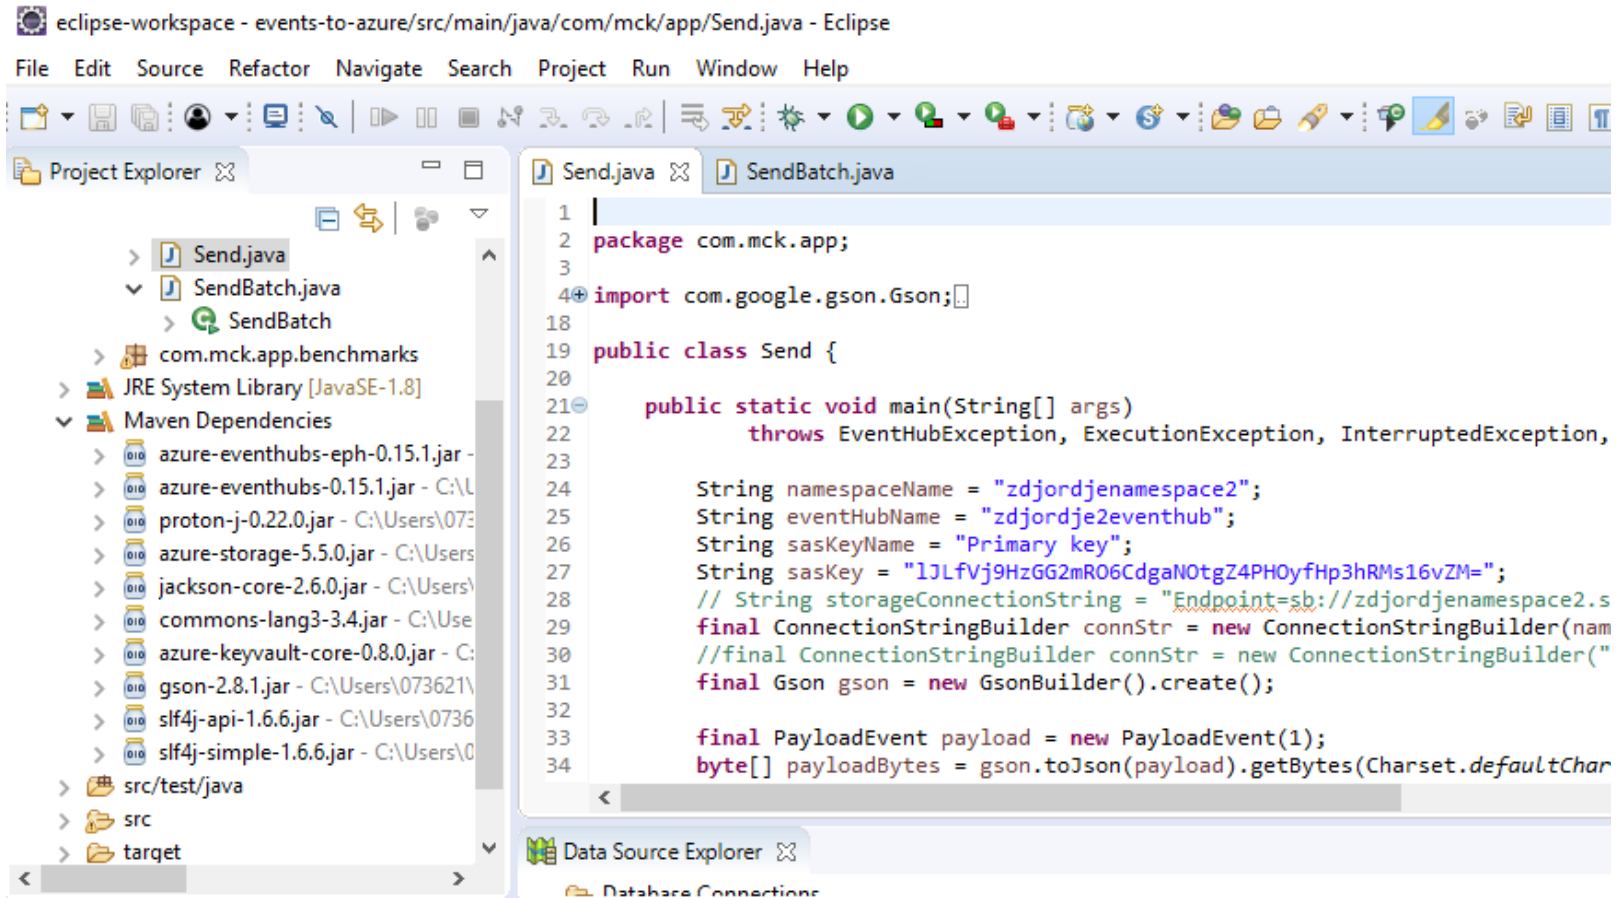 eclipse-workspace - events-to-azure/src/main/java/com/mck/app/Send.java - Eclipse
File Edit Source Refactor Navigate Search Project Run Window Help
Project Explorer
Send.java
SendBatch.java
SendBatch
com.mck.app.benchmarks
JRE System Library [JavaSE-1.8]
Maven Dependencies
azure-eventhubs-eph-0.15.1.jar -
azure-eventhubs-0.15.1.jar - C:\U
proton-j-0.22.0.jar - C:\Users\073
azure-storage-5.5.0.jar - C:\Users
jackson-core-2.6.0.jar - C:\Users\
commons-lang3-3.4.jar - C:\Use
azure-keyvault-core-0.8.0.jar - C:
gson-2.8.1.jar - C:\Users\073621\
slf4j-api-1.6.6.jar - C:\Users\0736
slf4j-simple-1.6.6.jar - C:\Users\0
src/test/java
src
target
Send.java SendBatch.java
1
2 package com.mck.app;
3
4 import com.google.gson.Gson;
18
19 public class Send {
20
21 public static void main(String[] args)
22 throws EventHubException, ExecutionException, InterruptedException,
23
24 String namespaceName = "zdjordjenamespace2";
25 String eventHubName = "zdjordje2eventhub";
26 String sasKeyName = "Primary key";
27 String sasKey = "lJLfVj9HzGG2mRO6CdgaNOtgZ4PHOyfHp3hRMs16vZM=";
28 // String storageConnectionString = "Endpoint=sb://zdjordjenamespace2.s
29 final ConnectionStringBuilder connStr = new ConnectionStringBuilder(nam
30 //final ConnectionStringBuilder connStr = new ConnectionStringBuilder("
31 final Gson gson = new GsonBuilder().create();
32
33 final PayloadEvent payload = new PayloadEvent(1);
34 byte[] payloadBytes = gson.toJson(payload).getBytes(Charset.defaultChar
Data Source Explorer
Database Connections